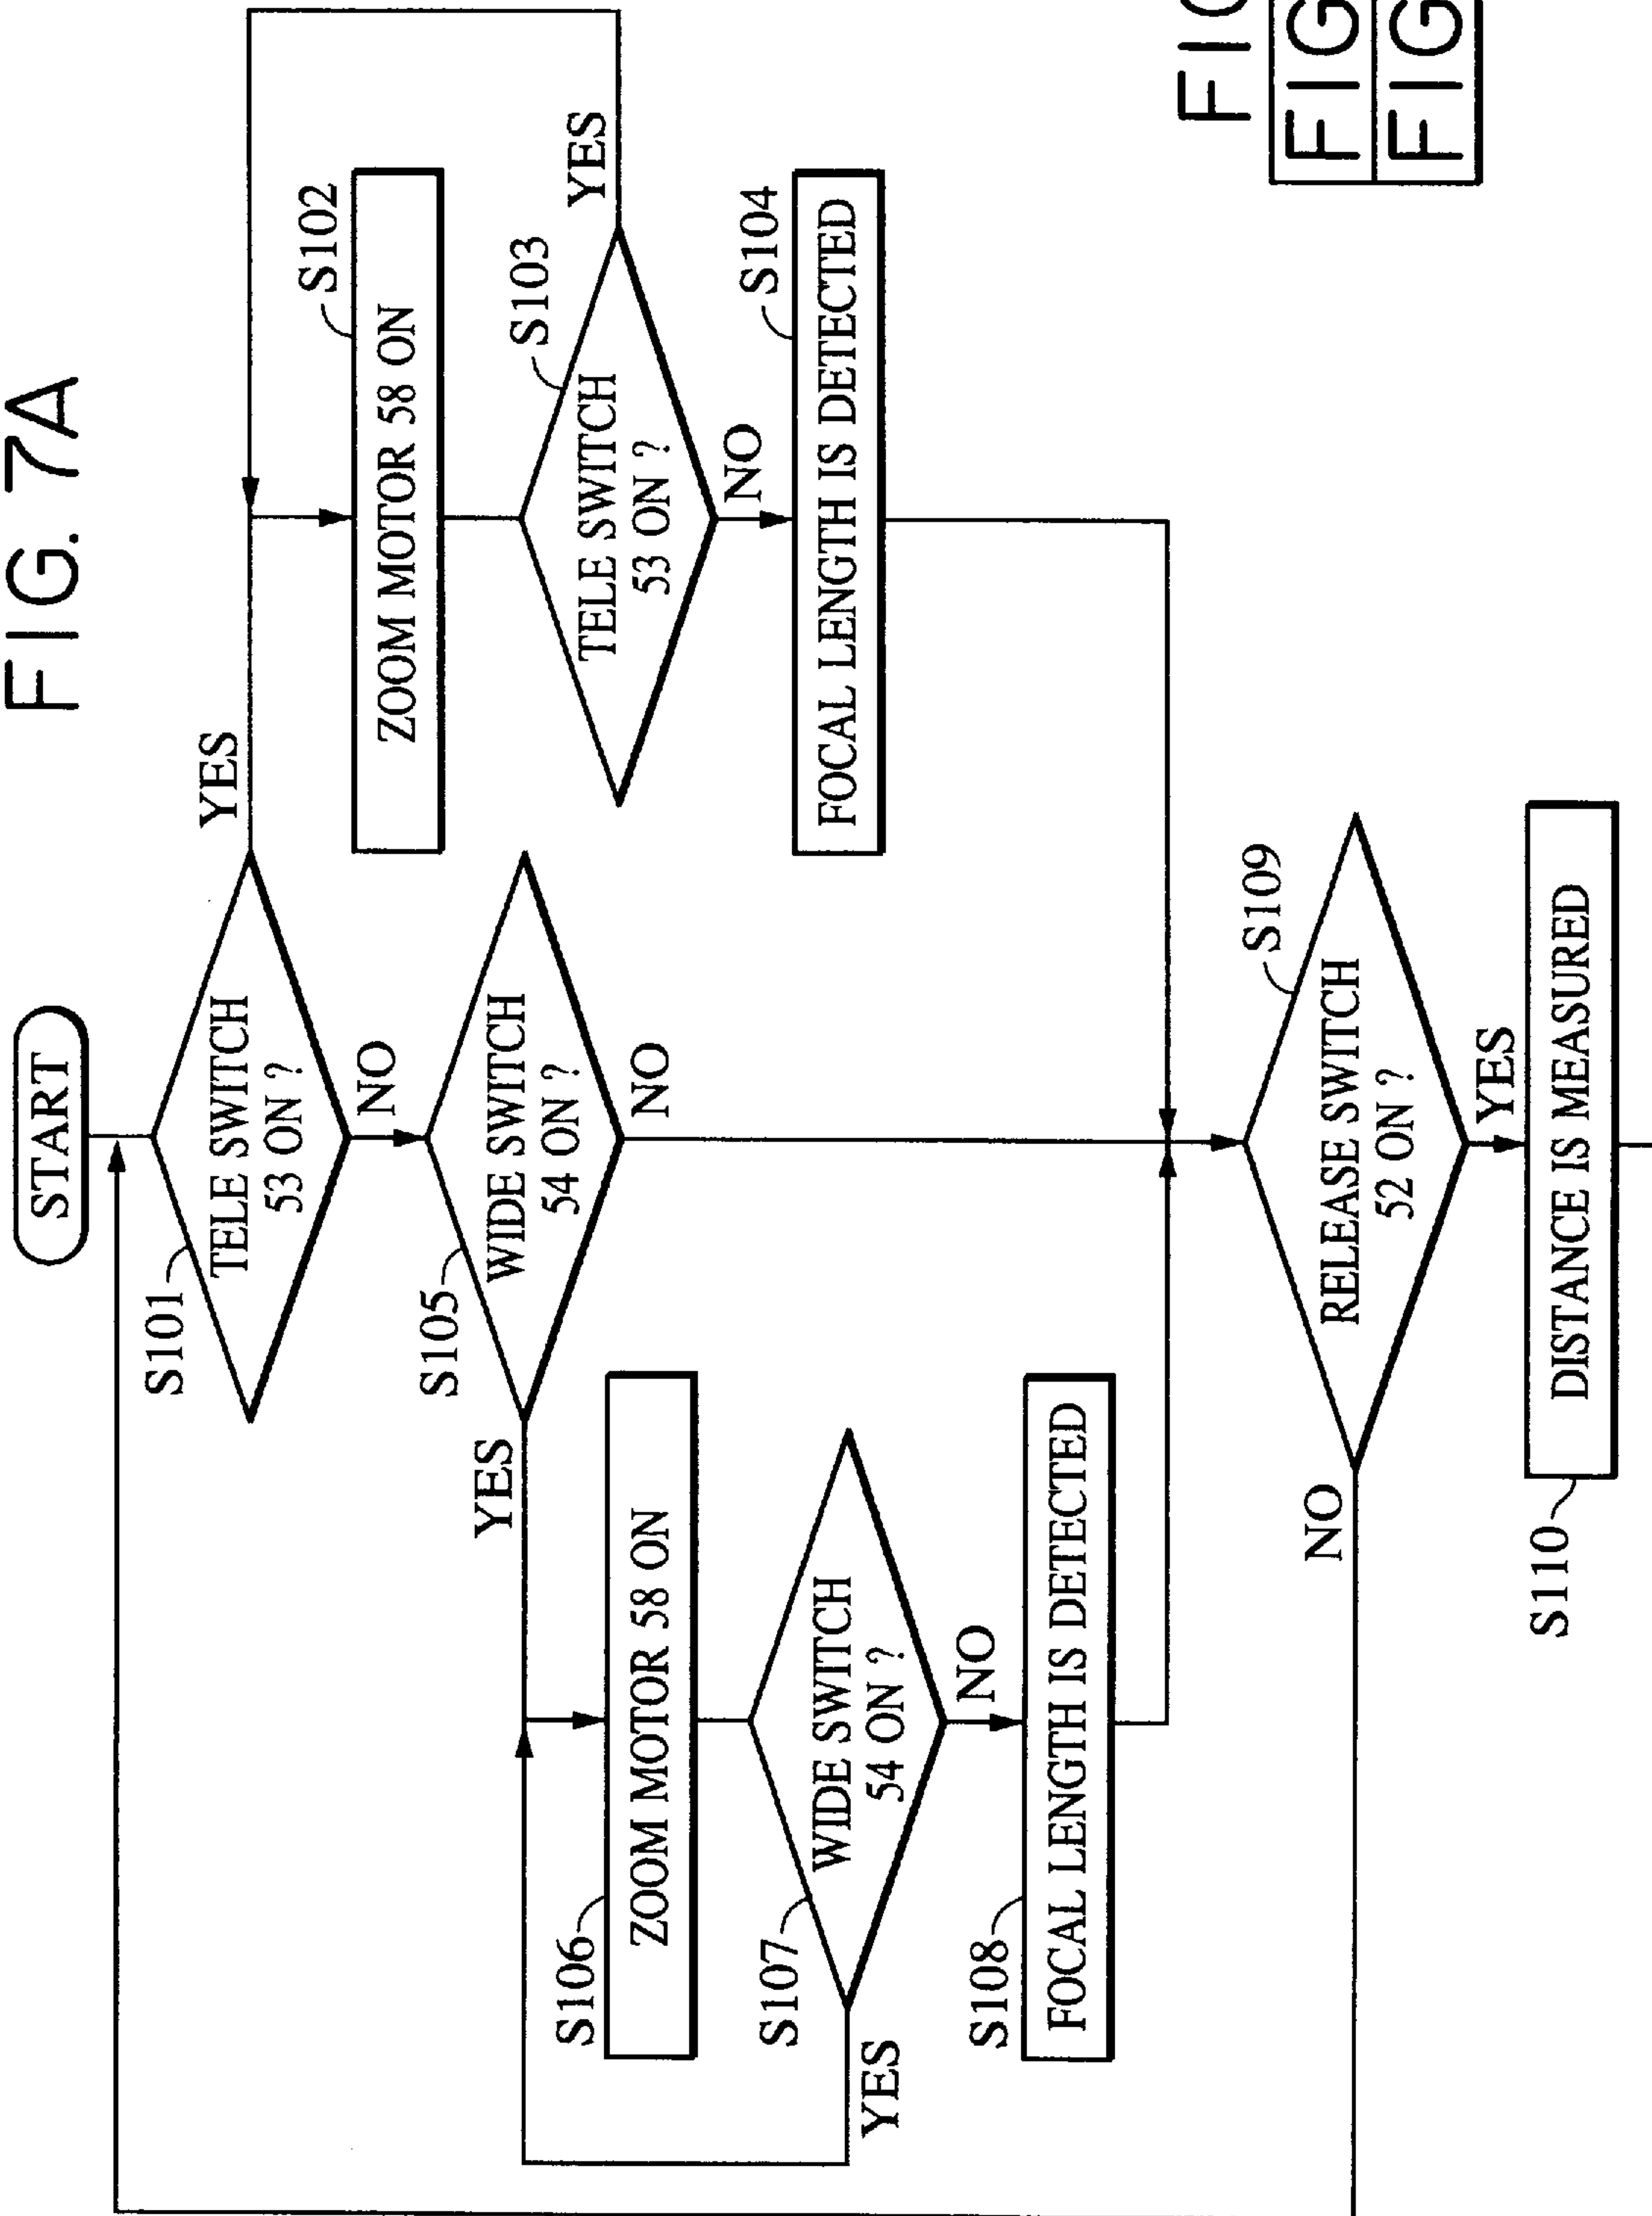 FIG. 7A
START
S101
TELE SWITCH
53 ON ?
YES
NO
S102
ZOOM MOTOR 58 ON
S103
TELE SWITCH
53 ON ?
YES
NO
S104
FOCAL LENGTH IS DETECTED
S105
WIDE SWITCH
54 ON ?
YES
NO
S106
ZOOM MOTOR 58 ON
S107
WIDE SWITCH
54 ON ?
YES
NO
S108
FOCAL LENGTH IS DETECTED
S109
RELEASE SWITCH
52 ON ?
NO
YES
S110
DISTANCE IS MEASURED
FIG
FIG